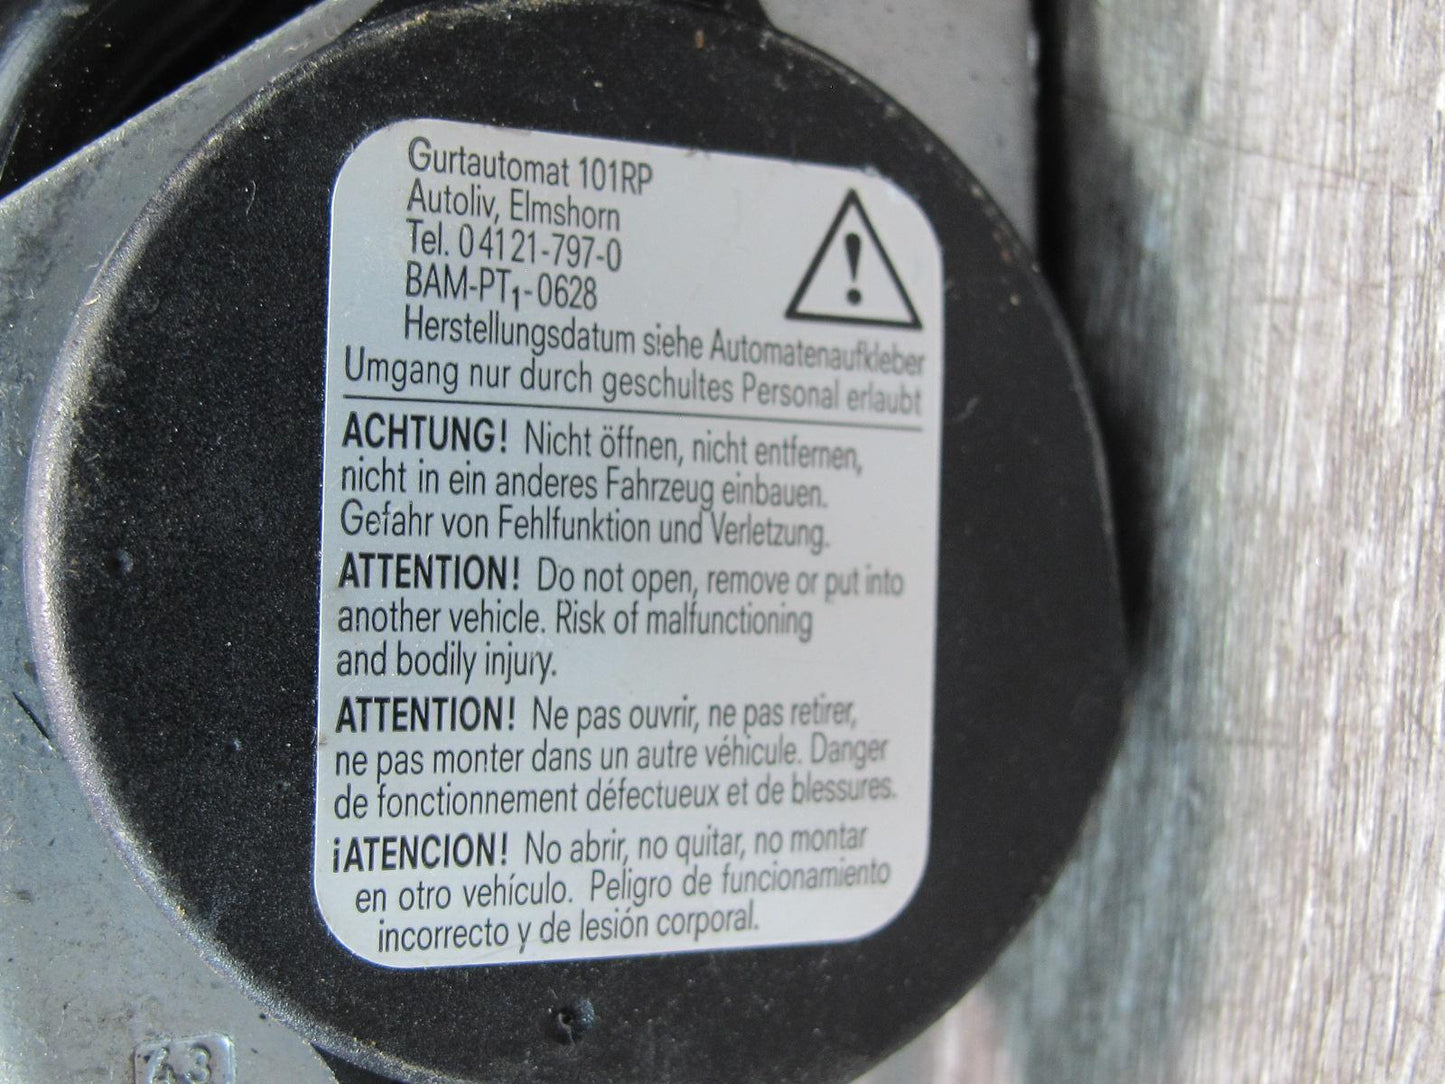 Gurtautomat 101RP
Autoliv, Elmshorn
Tel. 0 41 21-797-0
BAM-PT₁-0628
Herstellungsdatum siehe Automatenaufkleber
Umgang nur durch geschultes Personal erlaubt
ACHTUNG! Nicht öffnen, nicht entfernen,
nicht in ein anderes Fahrzeug einbauen.
Gefahr von Fehlfunktion und Verletzung.
ATTENTION! Do not open, remove or put into
another vehicle. Risk of malfunctioning
and bodily injury.
ATTENTION! Ne pas ouvrir, ne pas retirer,
ne pas monter dans un autre véhicule. Danger
de fonctionnement défectueux et de blessures.
¡ATENCION! No abrir, no quitar, no montar
en otro vehículo. Peligro de funcionamiento
incorrecto y de lesión corporal.